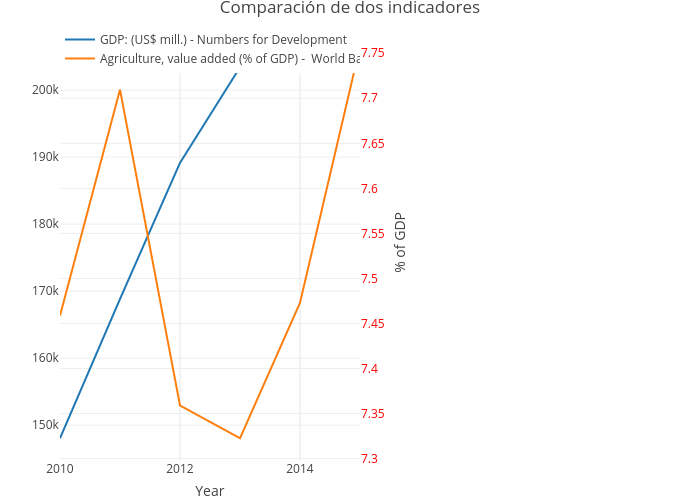 Comparación de dos indicadores
GDP: (US$ mill.) - Numbers for Development
Agriculture, value added (% of GDP) - World
7.75
200k
7.7
190k
7.65
7.6
180k
7.55
170k
7.5
7.45
160k
7.4
150k
7.35
7.3
% of GDP
2010
2012
2014
Year